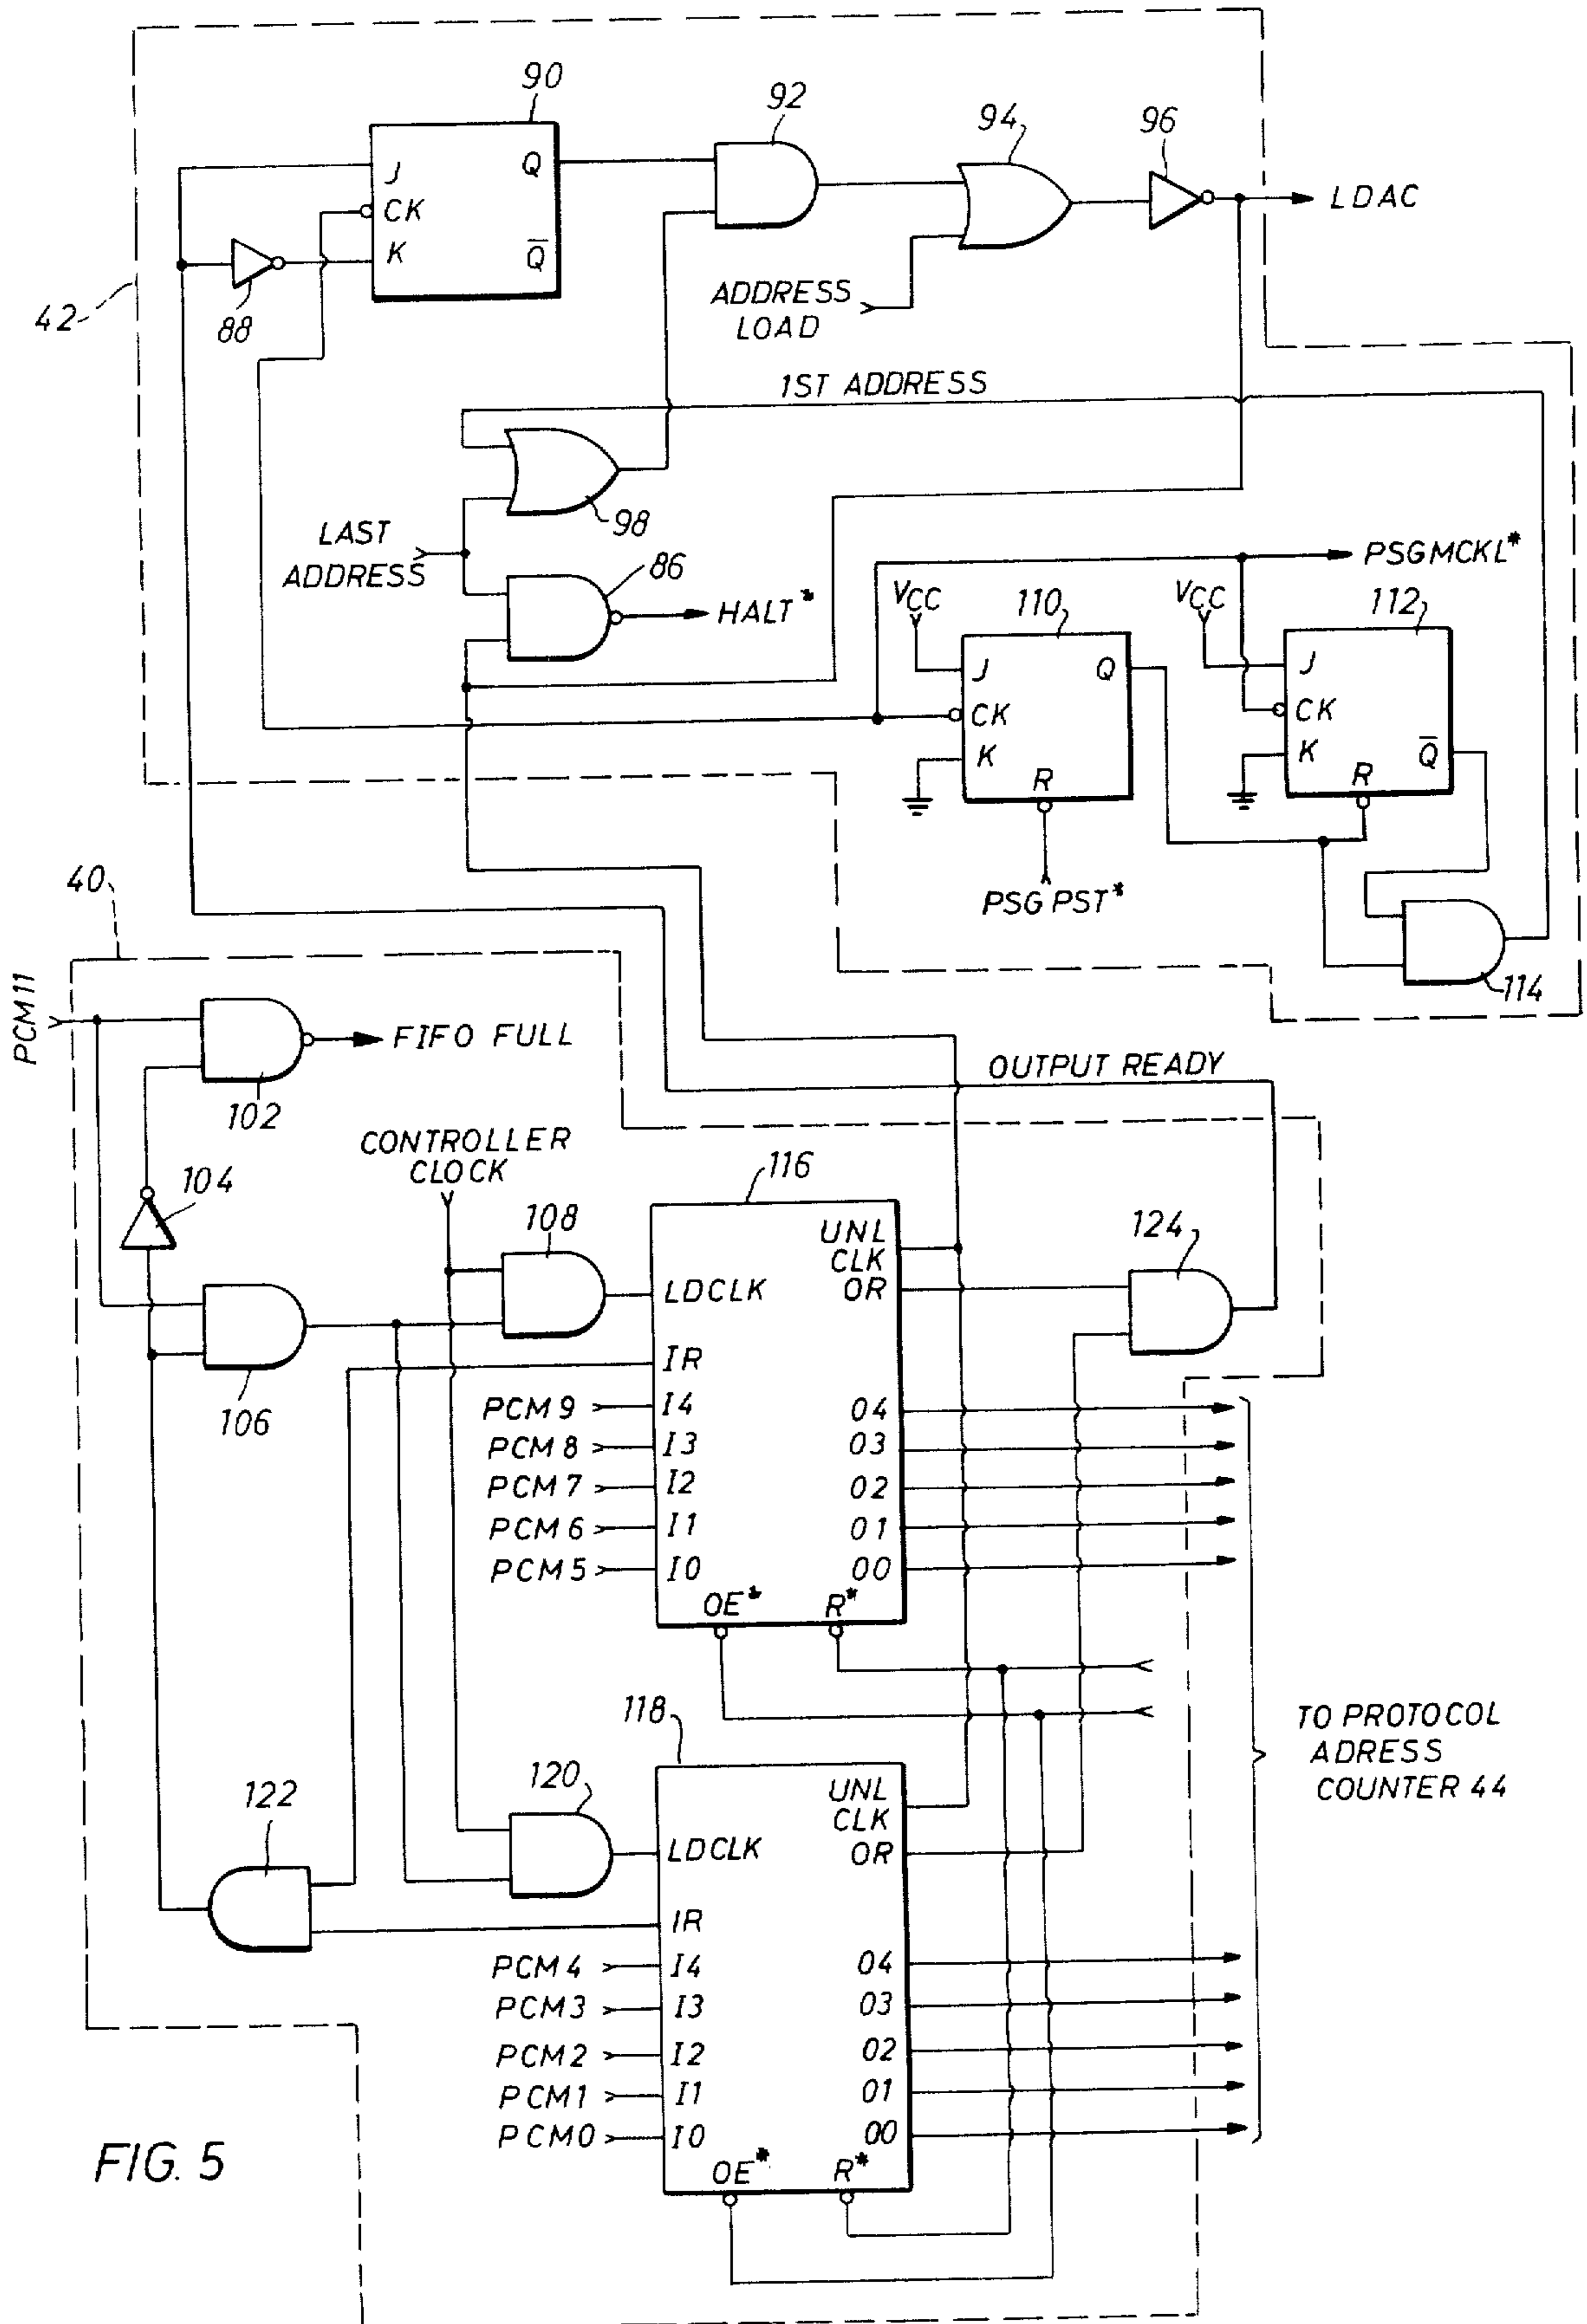 90
92
94
96
J
Q
CK
K
Q̅
LDAC
42
88
ADDRESS
LOAD
1ST ADDRESS
98
LAST
ADDRESS
86
HALT*
PSGMCKL*
VCC
110
VCC
112
J
Q
CK
K
R
J
CK
K
Q̅
R
PSGPST*
114
40
PCM11
FIFO FULL
102
OUTPUT READY
CONTROLLER
CLOCK
104
116
108
124
UNL
CLK
LDCLK
OR
106
IR
PCM9
I4
04
PCM8
I3
03
PCM7
I2
02
PCM6
I1
01
PCM5
I0
00
OE*
R*
118
TO PROTOCOL
ADRESS
COUNTER 44
120
122
UNL
CLK
LDCLK
OR
IR
PCM4
I4
04
PCM3
I3
03
PCM2
I2
02
PCM1
I1
01
PCM0
I0
00
OE*
R*
FIG. 5